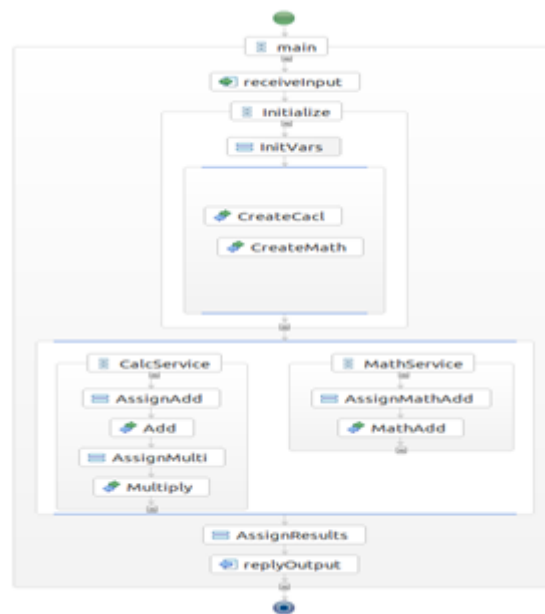 main
receiveInput
Initialize
InitVars
CreateCacl
CreateMath
CalcService
MathService
AssignAdd
AssignMathAdd
Add
MathAdd
AssignMulti
Multiply
AssignResults
replyOutput